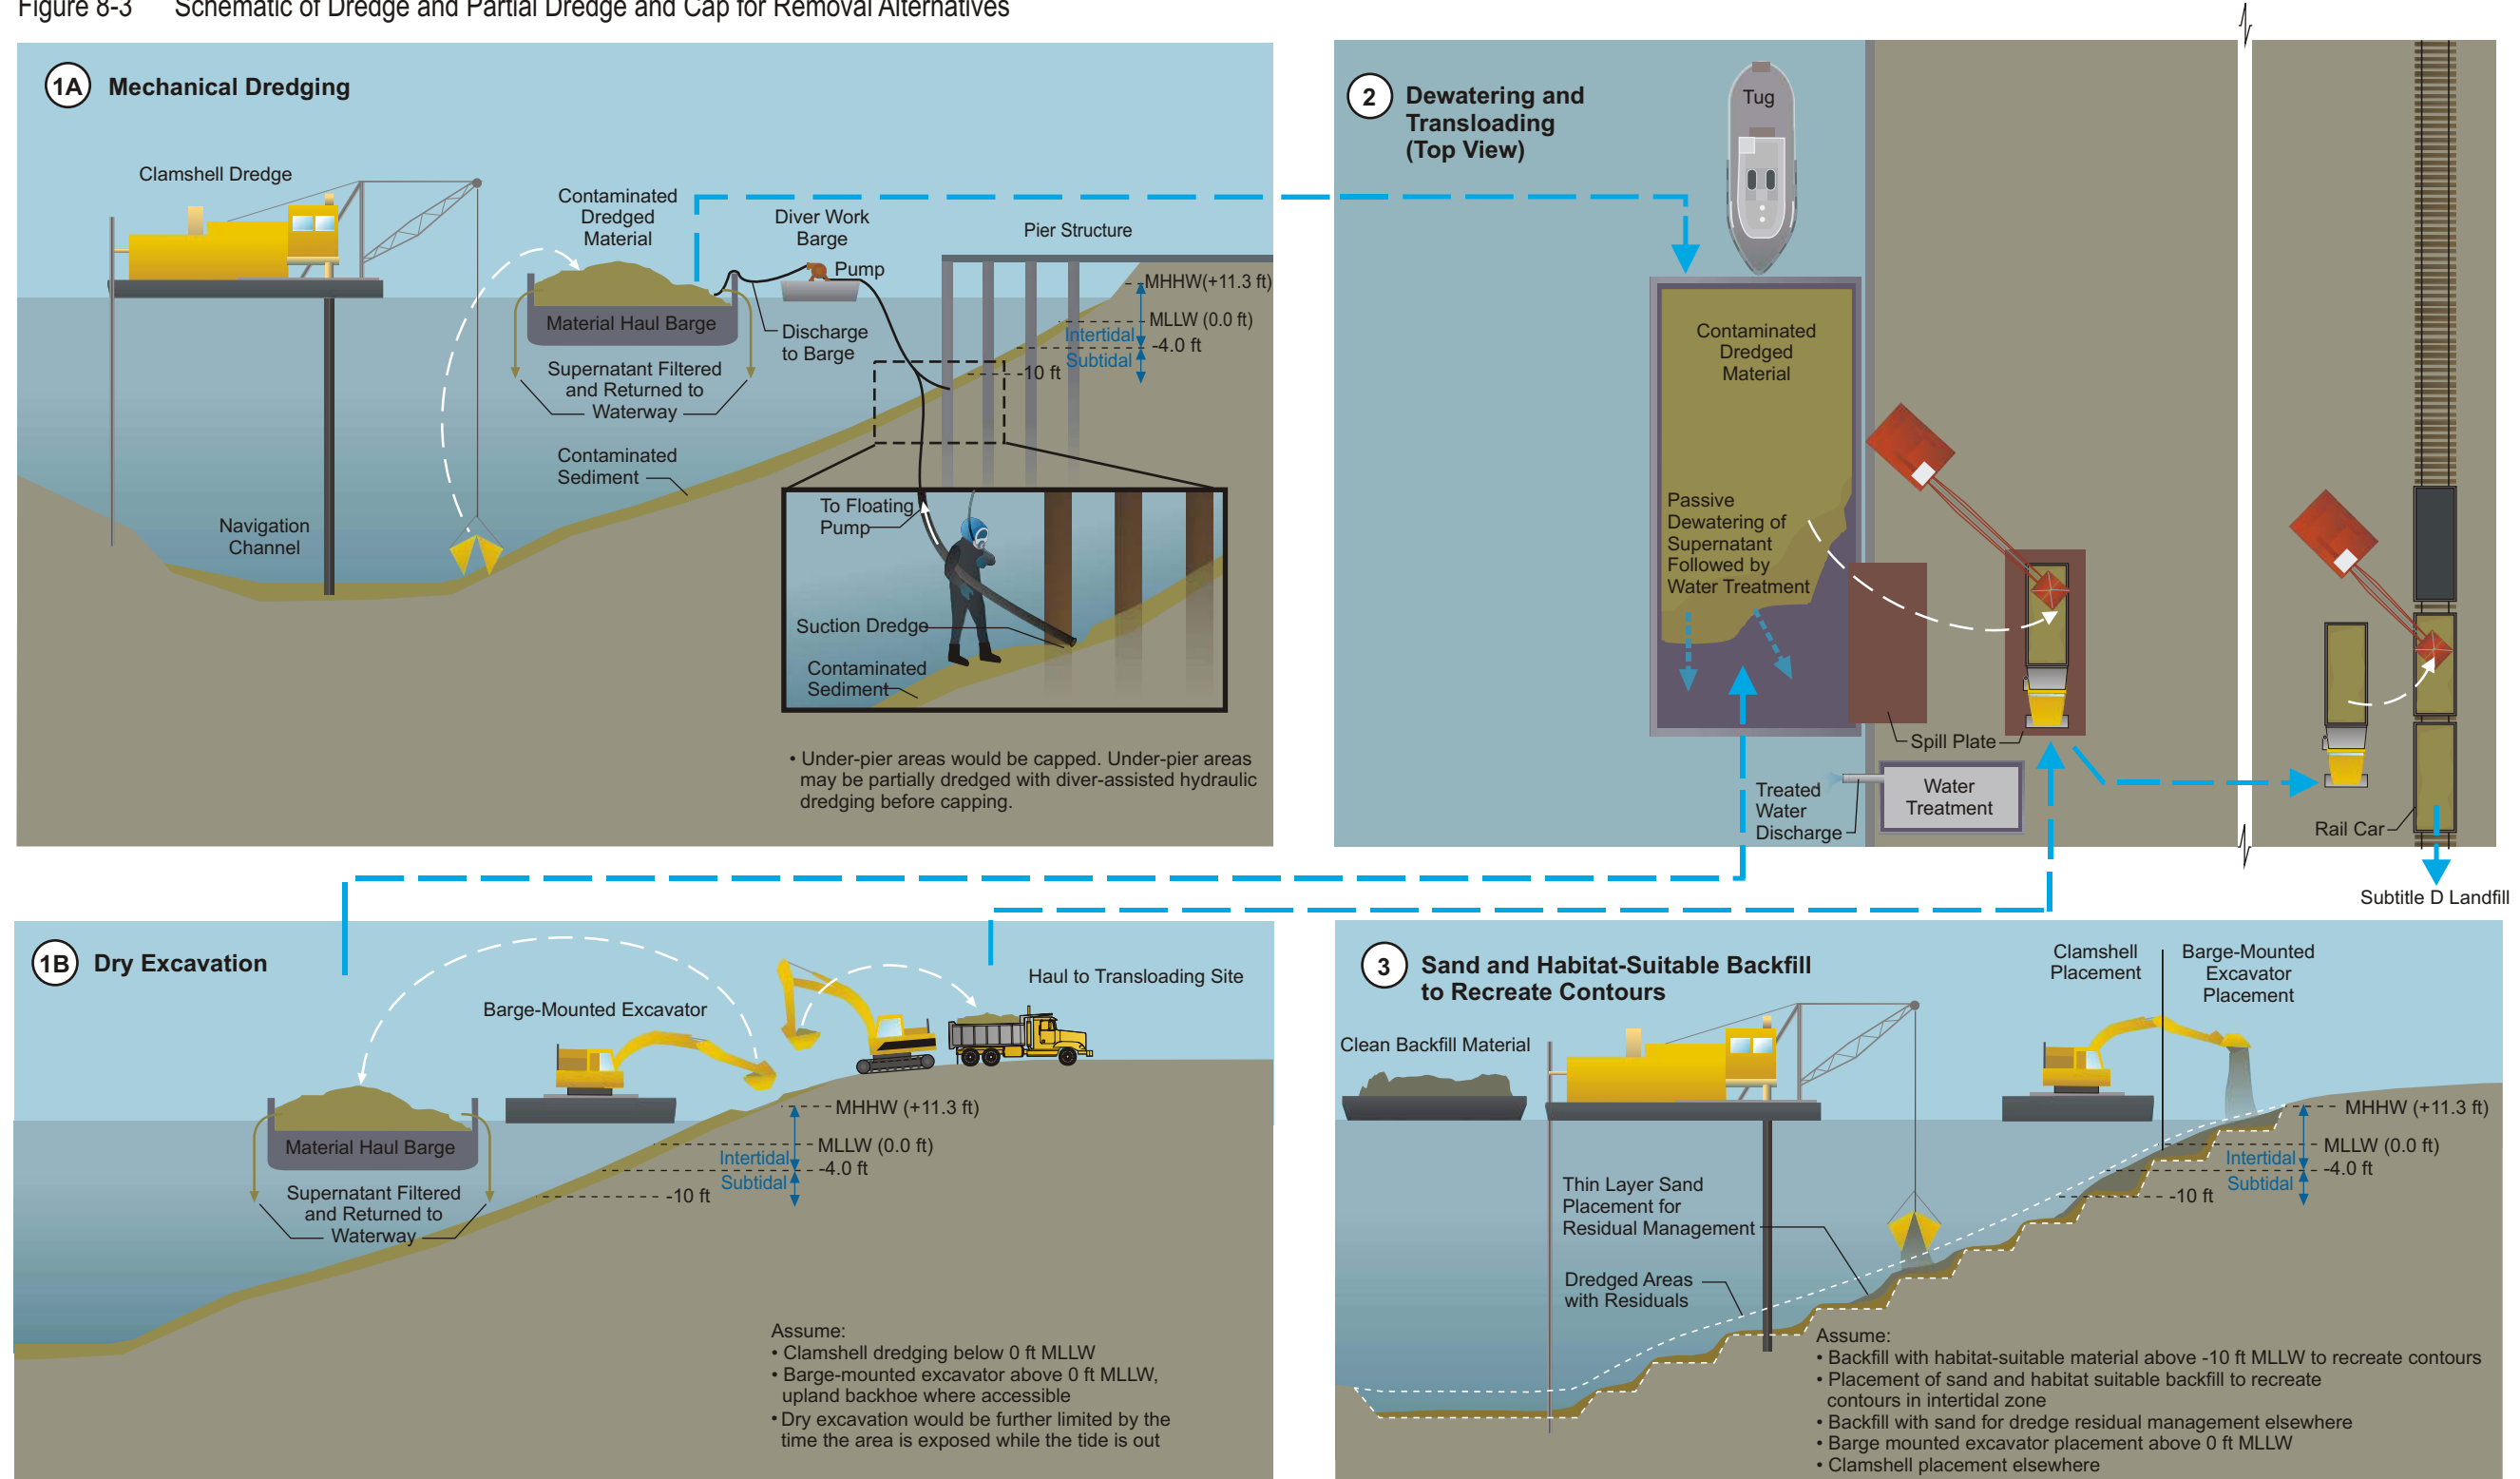 Figure 8-3 Schematic of Dredge and Partial Dredge and Cap for Removal Alternatives
1A Mechanical Dredging
Clamshell Dredge
Contaminated
Dredged
Material
Diver Work
Barge
Pump
Pier Structure
MHHW(+11.3 ft)
MLLW (0.0 ft)
Intertidal
-4.0 ft
Subtidal
-10 ft
Material Haul Barge
Discharge
to Barge
Supernatant Filtered
and Returned to
Waterway
Contaminated
Sediment
Navigation
Channel
To Floating
Pump
Suction Dredge
Contaminated
Sediment
• Under-pier areas would be capped. Under-pier areas
may be partially dredged with diver-assisted hydraulic
dredging before capping.
2 Dewatering and
Transloading
(Top View)
Tug
Contaminated
Dredged
Material
Passive
Dewatering of
Supernatant
Followed by
Water Treatment
Spill Plate
Treated
Water
Discharge
Water
Treatment
Rail Car
Subtitle D Landfill
1B Dry Excavation
Haul to Transloading Site
Barge-Mounted Excavator
Material Haul Barge
MHHW (+11.3 ft)
MLLW (0.0 ft)
Intertidal
-4.0 ft
Subtidal
-10 ft
Supernatant Filtered
and Returned to
Waterway
Assume:
• Clamshell dredging below 0 ft MLLW
• Barge-mounted excavator above 0 ft MLLW,
upland backhoe where accessible
• Dry excavation would be further limited by the
time the area is exposed while the tide is out
3 Sand and Habitat-Suitable Backfill
to Recreate Contours
Clamshell
Placement
Barge-Mounted
Excavator
Placement
Clean Backfill Material
MHHW (+11.3 ft)
MLLW (0.0 ft)
Intertidal
-4.0 ft
Subtidal
-10 ft
Thin Layer Sand
Placement for
Residual Management
Dredged Areas
with Residuals
Assume:
• Backfill with habitat-suitable material above -10 ft MLLW to recreate contours
• Placement of sand and habitat suitable backfill to recreate
contours in intertidal zone
• Backfill with sand for dredge residual management elsewhere
• Barge mounted excavator placement above 0 ft MLLW
• Clamshell placement elsewhere